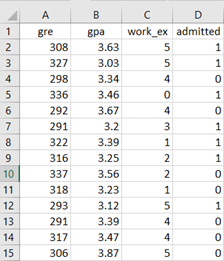 A B C D
1 gre gpa work_ex admitted
2 308 3.63 5 1
3 327 3.03 5 1
4 298 3.34 4 0
5 336 3.46 0 1
6 292 3.67 4 0
7 291 3.2 3 1
8 322 3.39 1 1
9 316 3.25 2 1
10 337 3.56 2 0
11 318 3.23 1 0
12 293 3.12 5 1
13 291 3.39 4 0
14 317 3.47 4 0
15 306 3.87 5 0